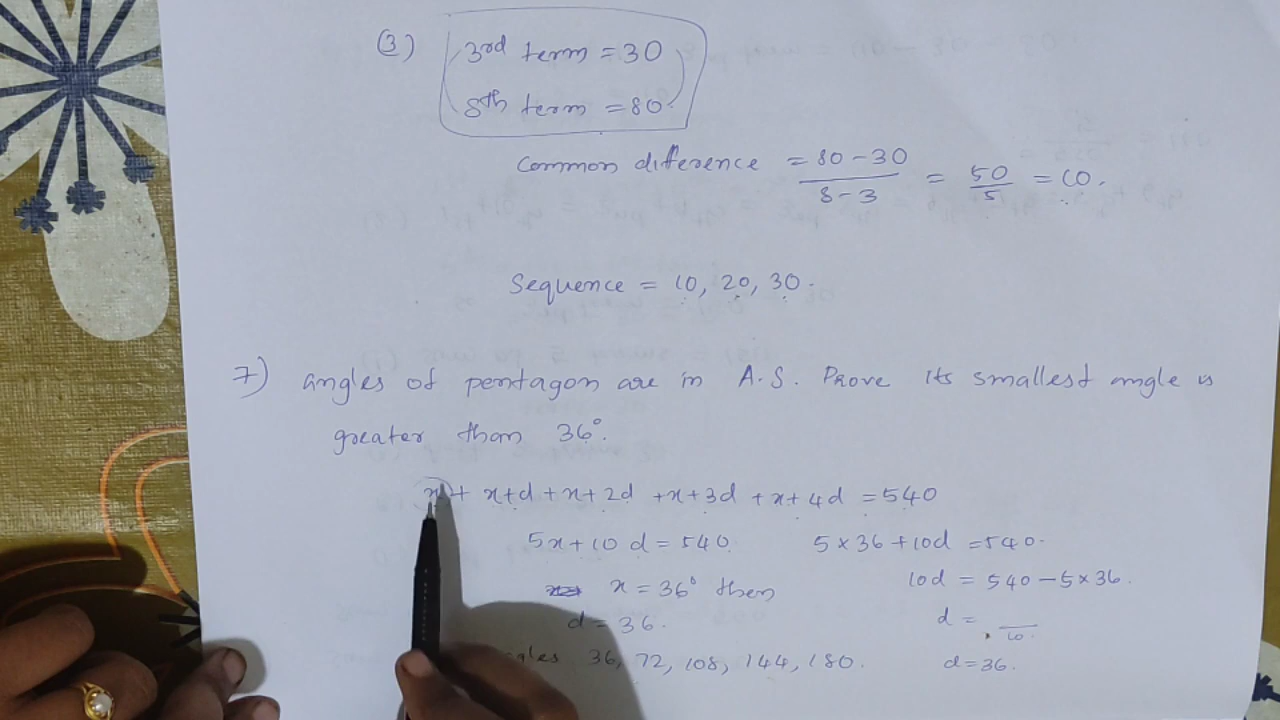 (3) 3rd term = 30
8th term = 80
Common difference = 80 - 30 / 8 - 3 = 50 / 5 = 10.
Sequence = 10, 20, 30.
7) angles of pentagon are in A.S. Prove its smallest angle is
greater than 36°.
x + x+d + x+2d + x+3d + x+4d = 540
5x + 10 d = 540 5 × 36 + 10d = 540.
x = 36° then 10d = 540 - 5 × 36.
d = 36. d = / 10.
36, 72, 108, 144, 180. d = 36.